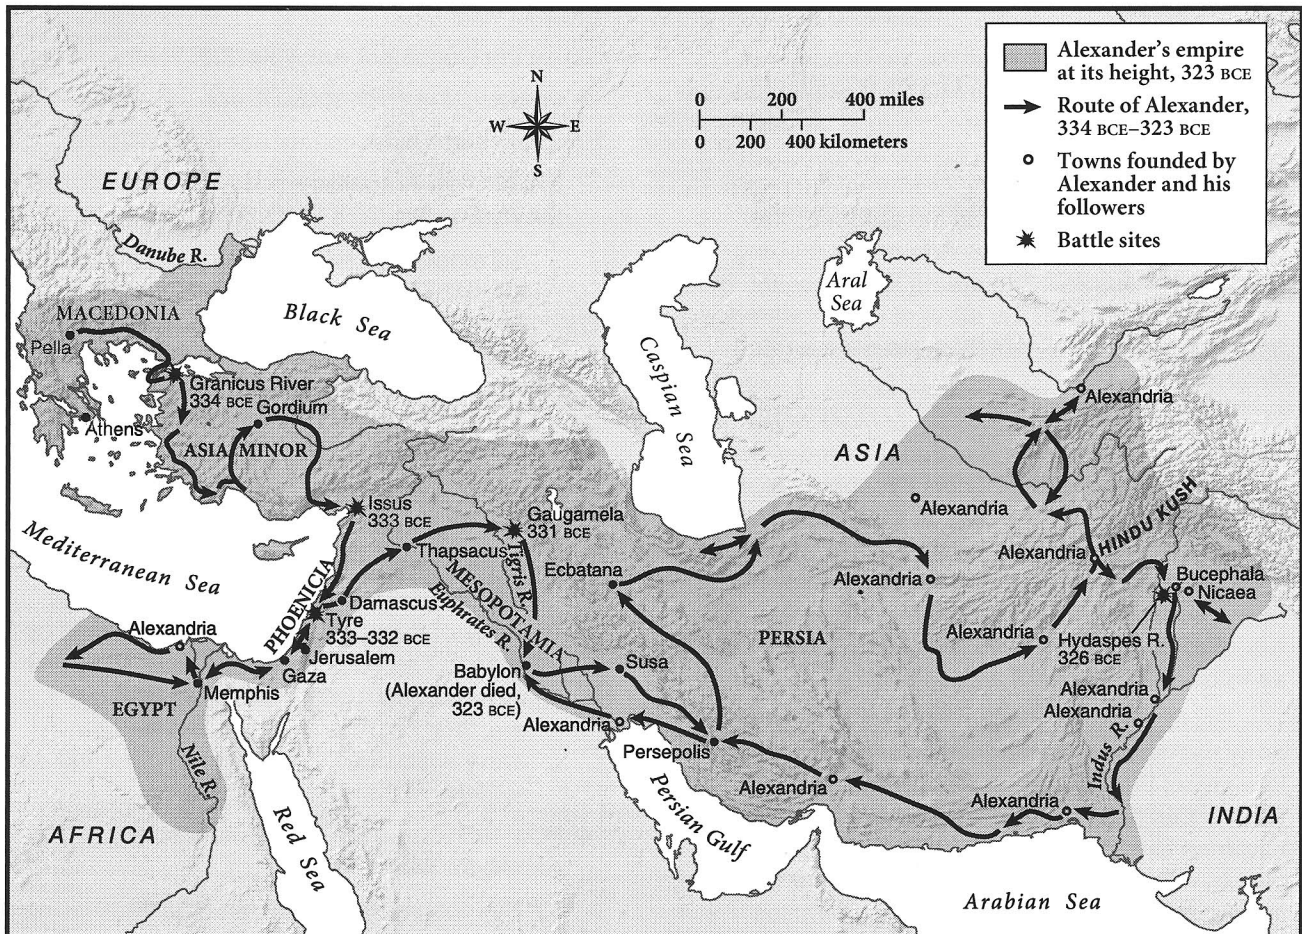 Alexander's empire
at its height, 323 BCE
Route of Alexander,
334 BCE–323 BCE
Towns founded by
Alexander and his
followers
Battle sites
N
W
E
S
0 200 400 miles
0 200 400 kilometers
EUROPE
Danube R.
MACEDONIA
Pella
Black Sea
Caspian Sea
Aral
Sea
Granicus River
334 BCE
Gordium
Athens
ASIA MINOR
ASIA
Alexandria
Alexandria
HINDU KUSH
Issus
333 BCE
Gaugamela
331 BCE
Mediterranean Sea
Thapsacus
Tigris R.
Ecbatana
Alexandria
Alexandria
Bucephala
Nicaea
PHOENICIA
MESOPOTAMIA
Euphrates R.
Damascus
Tyre
333–332 BCE
Jerusalem
Alexandria
Gaza
Memphis
EGYPT
PERSIA
Alexandria
Hydaspes R.
326 BCE
Babylon
(Alexander died,
323 BCE)
Susa
Alexandria
Persepolis
Alexandria
Alexandria
Indus R.
Nile R.
Alexandria
Alexandria
Persian Gulf
AFRICA
Red Sea
INDIA
Arabian Sea